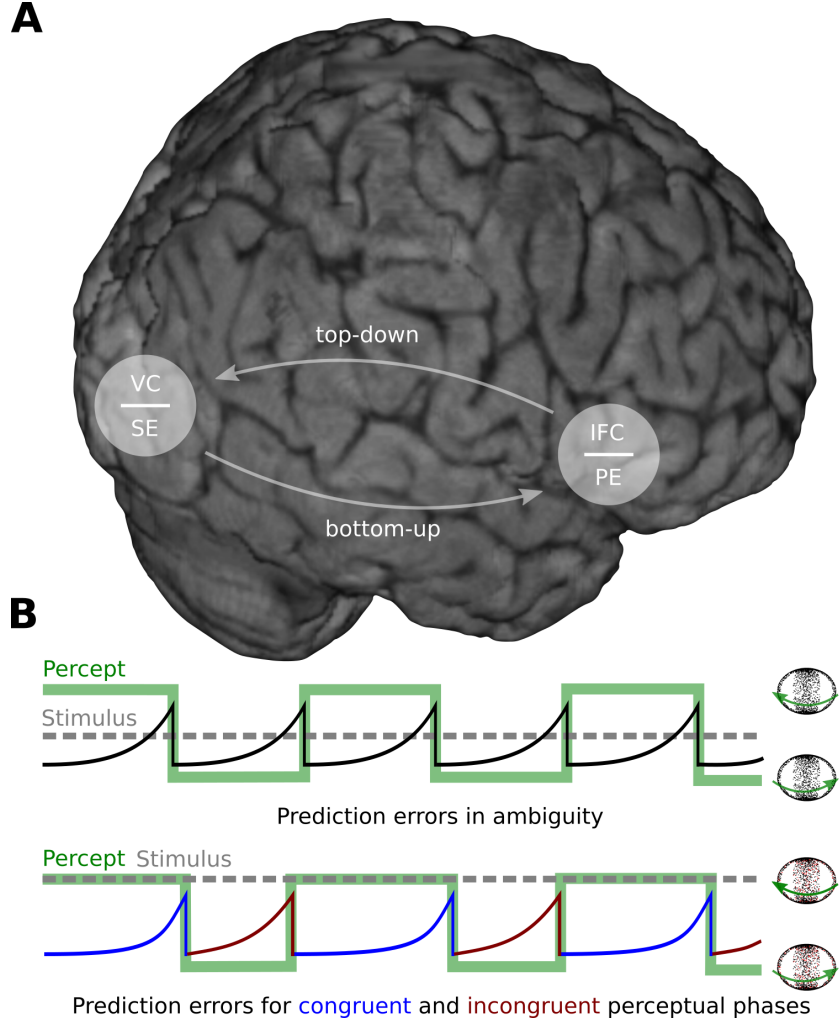 A
top-down
VC
SE
IFC
PE
bottom-up
B
Percept
Stimulus
Prediction errors in ambiguity
Percept Stimulus
Prediction errors for congruent and incongruent perceptual phases